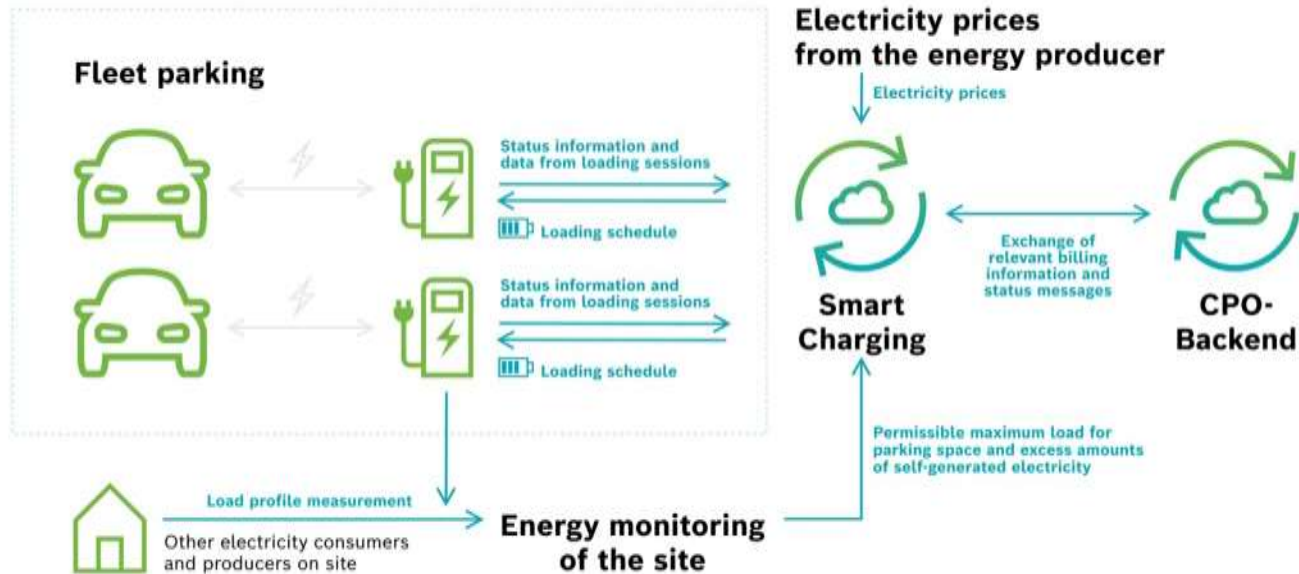 Fleet parking
Electricity prices
from the energy producer
Electricity prices
Status information and
data from loading sessions
Loading schedule
Exchange of
relevant billing
information and
status messages
Status information and
data from loading sessions
Loading schedule
Smart
Charging
CPO-
Backend
Permissible maximum load for
parking space and excess amounts
of self-generated electricity
Load profile measurement
Other electricity consumers
and producers on site
Energy monitoring
of the site